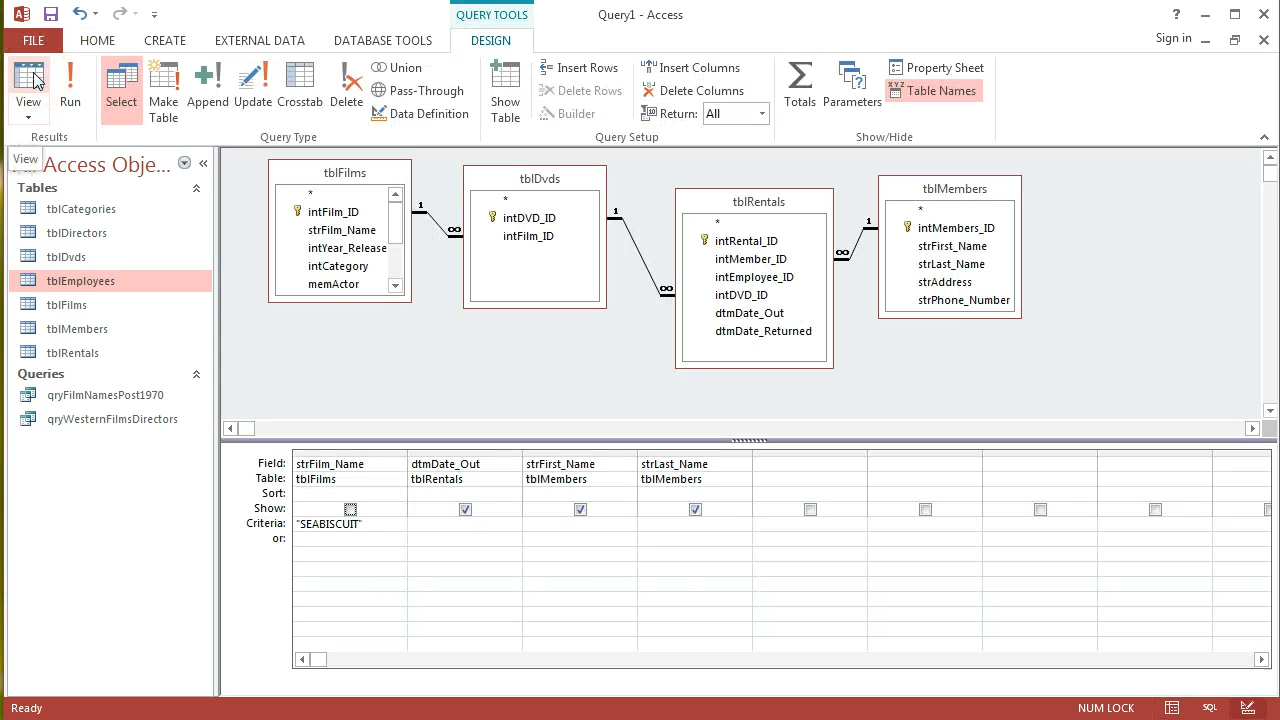 QUERY TOOLS
Query1 - Access
?
FILE
HOME
CREATE
EXTERNAL DATA
DATABASE TOOLS
DESIGN
Sign in
View
Run
Results
Select
Make Table
Append
Update
Crosstab
Delete
Union
Pass-Through
Data Definition
Query Type
Show Table
Insert Rows
Delete Rows
Builder
Insert Columns
Delete Columns
Return: All
Query Setup
Totals
Parameters
Property Sheet
Table Names
Show/Hide
View
Access Obje...
Tables
tblCategories
tblDirectors
tblDvds
tblEmployees
tblFilms
tblMembers
tblRentals
Queries
qryFilmNamesPost1970
qryWesternFilmsDirectors
tblFilms
*
intFilm_ID
strFilm_Name
intYear_Release
intCategory
memActor
1
∞
tblDvds
*
intDVD_ID
intFilm_ID
1
∞
tblRentals
*
intRental_ID
intMember_ID
intEmployee_ID
intDVD_ID
dtmDate_Out
dtmDate_Returned
∞
1
tblMembers
*
intMembers_ID
strFirst_Name
strLast_Name
strAddress
strPhone_Number
Field: strFilm_Name dtmDate_Out strFirst_Name strLast_Name
Table: tblFilms tblRentals tblMembers tblMembers
Sort:
Show:
Criteria: "SEABISCUIT"
or:
Ready
NUM LOCK
SQL